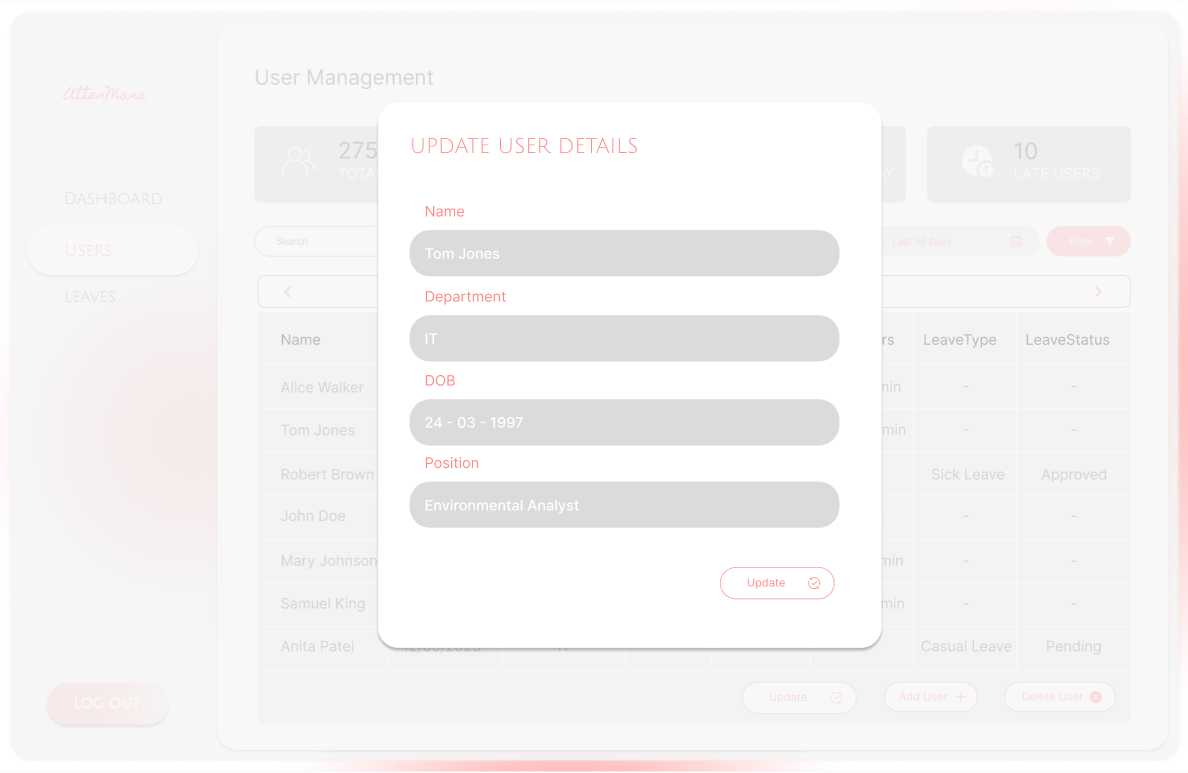 AttenMana
DASHBOARD
USERS
LEAVES
LOG OUT
User Management
275
TOTA
AY
10
LATE USERS
Search
Last 30 Days
Filter
Name
rs
LeaveType
LeaveStatus
Alice Walker
min
-
-
Tom Jones
min
-
-
Robert Brown
Sick Leave
Approved
John Doe
-
-
Mary Johnson
min
-
-
Samuel King
min
-
-
Anita Patel
IT
Casual Leave
Pending
Update
Add User
Delete User
UPDATE USER DETAILS
Name
Tom Jones
Department
IT
DOB
24 - 03 - 1997
Position
Environmental Analyst
Update